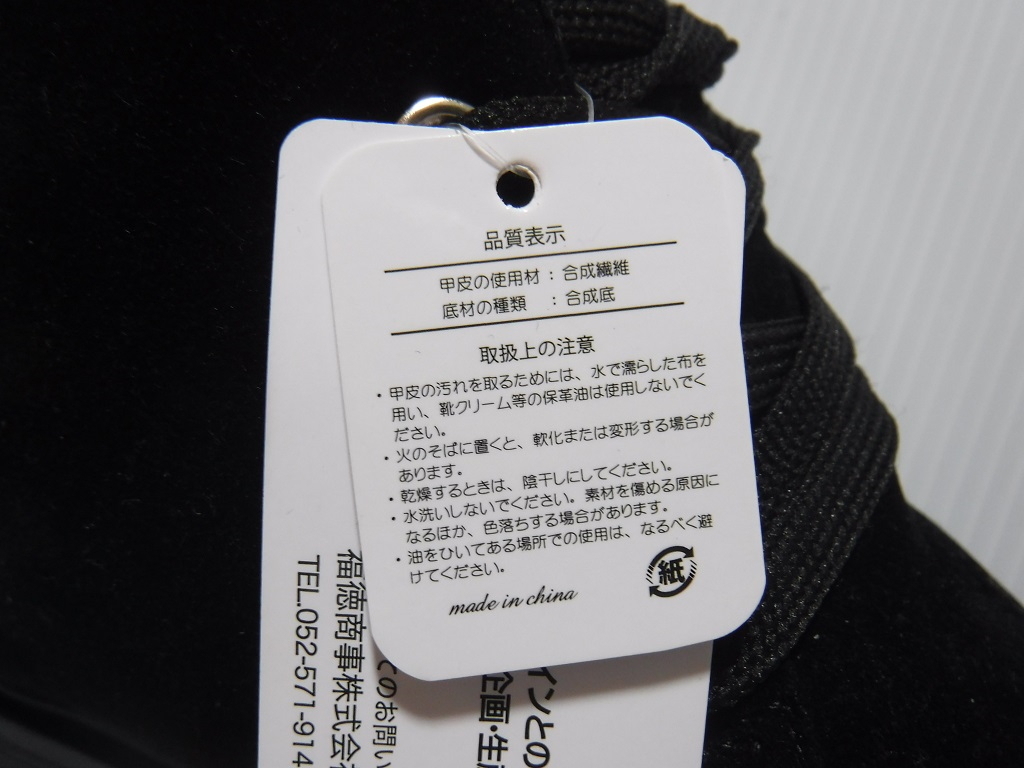 品質表示
甲皮の使用材 : 合成繊維
底材の種類 : 合成底
取扱上の注意
・甲皮の汚れを取るためには、水で濡らした布を
用い、靴クリーム等の保革油は使用しないでく
ださい。
・火のそばに置くと、軟化または変形する場合が
あります。
・乾燥するときは、陰干しにしてください。
・水洗いしないでください。素材を傷める原因に
なるほか、色落ちする場合があります。
・油をひいてある場所での使用は、なるべく避
けてください。
紙
made in china
インとの
企画・生
てのお問い
福徳商事株式会
TEL.052-571-914